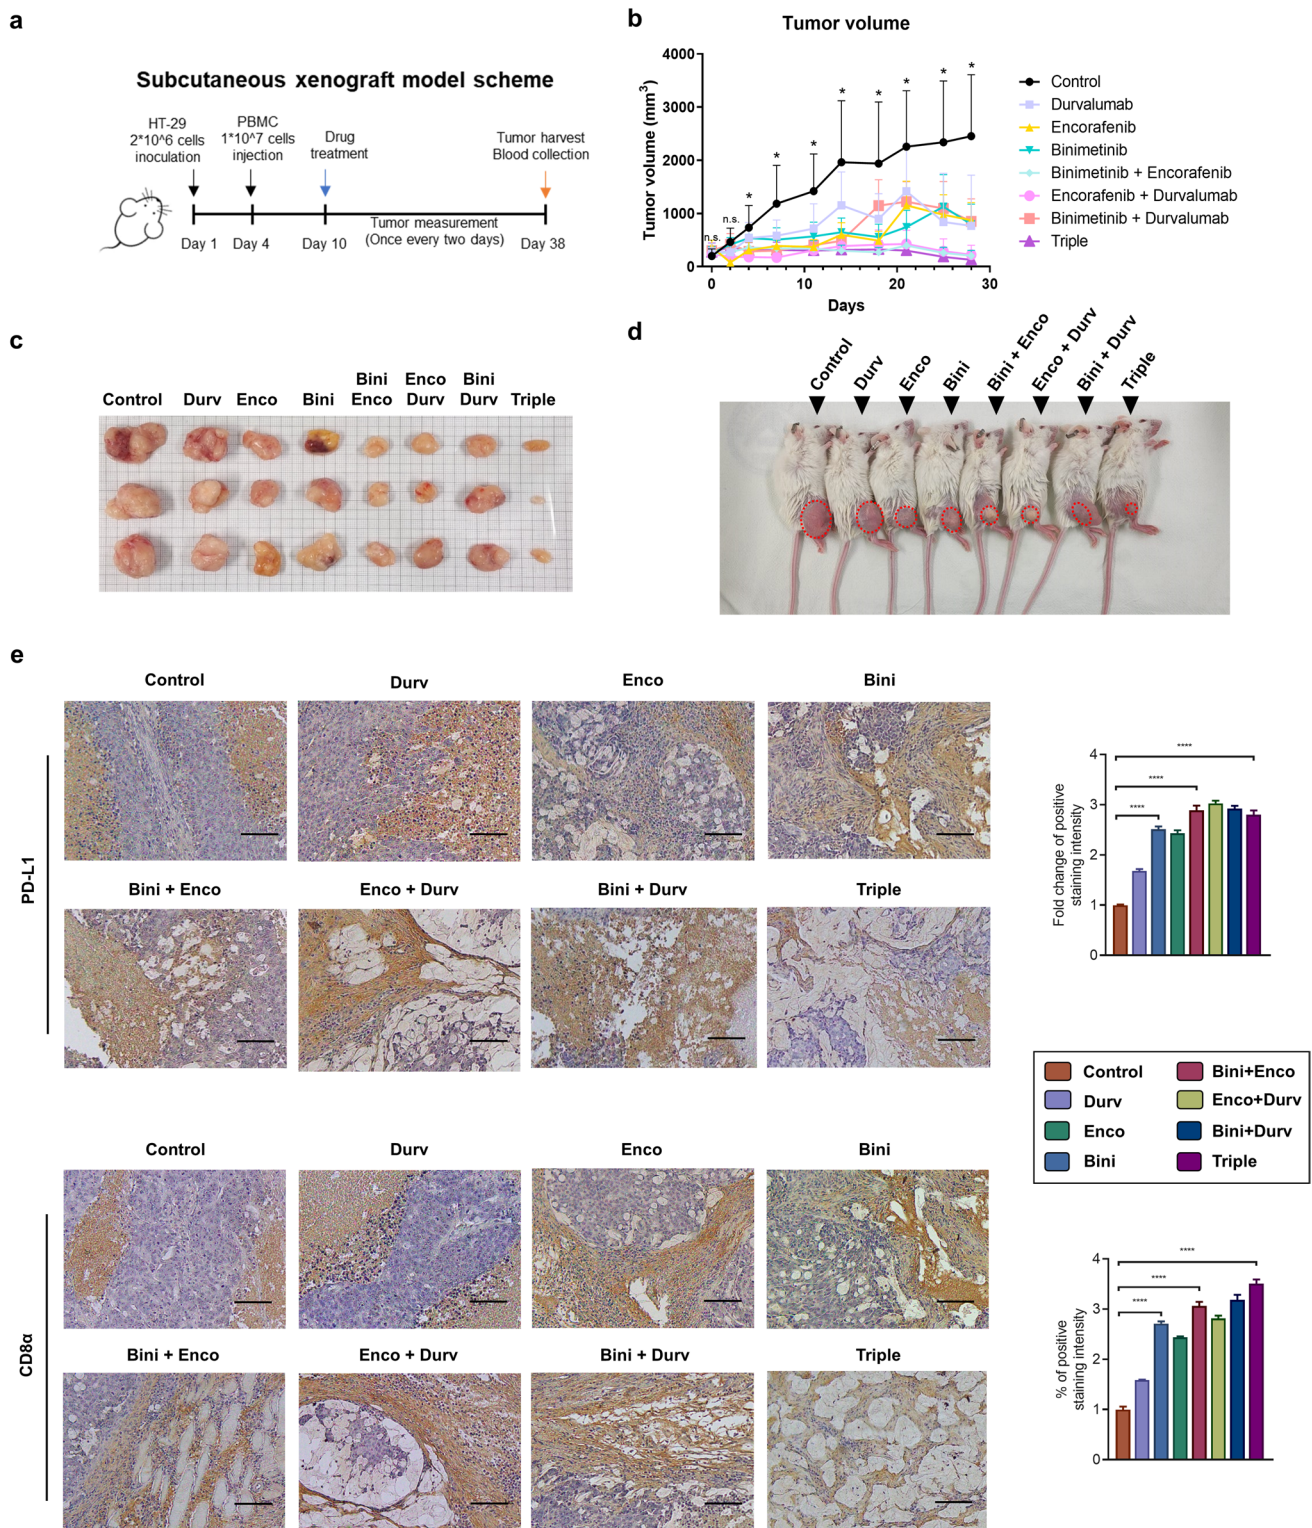 a
Subcutaneous xenograft model scheme
HT-29
2*10^6 cells
inoculation
PBMC
1*10^7 cells
injection
Drug
treatment
Tumor harvest
Blood collection
Tumor measurement
(Once every two days)
Day 1
Day 4
Day 10
Day 38
b
Tumor volume
Tumor volume (mm3)
4000
3000
2000
1000
0
n.s.
n.s.
*
*
*
*
*
*
*
*
0
10
20
30
Days
Control
Durvalumab
Encorafenib
Binimetinib
Binimetinib + Encorafenib
Encorafenib + Durvalumab
Binimetinib + Durvalumab
Triple
c
Control
Durv
Enco
Bini
Bini
Enco
Enco
Durv
Bini
Durv
Triple
d
Control
Durv
Enco
Bini
Bini + Enco
Enco + Durv
Bini + Durv
Triple
e
PD-L1
Control
Durv
Enco
Bini
Bini + Enco
Enco + Durv
Bini + Durv
Triple
Fold change of positive
staining intensity
4
3
2
1
0
****
****
****
Control
Durv
Enco
Bini
Bini+Enco
Enco+Durv
Bini+Durv
Triple
CD8α
Control
Durv
Enco
Bini
Bini + Enco
Enco + Durv
Bini + Durv
Triple
% of positive
staining intensity
4
3
2
1
0
****
****
****